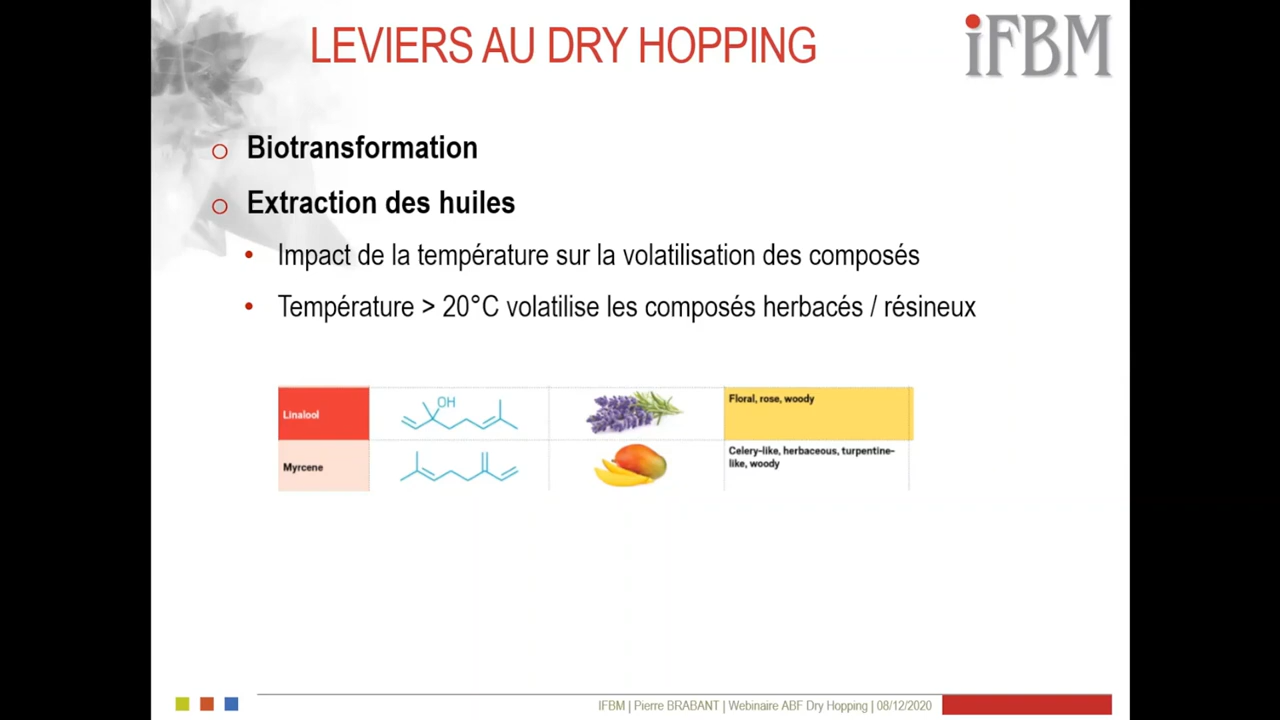 LEVIERS AU DRY HOPPING
iFBM
Biotransformation
Extraction des huiles
Impact de la température sur la volatilisation des composés
Température > 20°C volatilise les composés herbacés / résineux
Linalool
OH
Floral, rose, woody
Myrcene
Celery-like, herbaceous, turpentine-
like, woody
IFBM | Pierre BRABANT | Webinaire ABF Dry Hopping | 08/12/2020